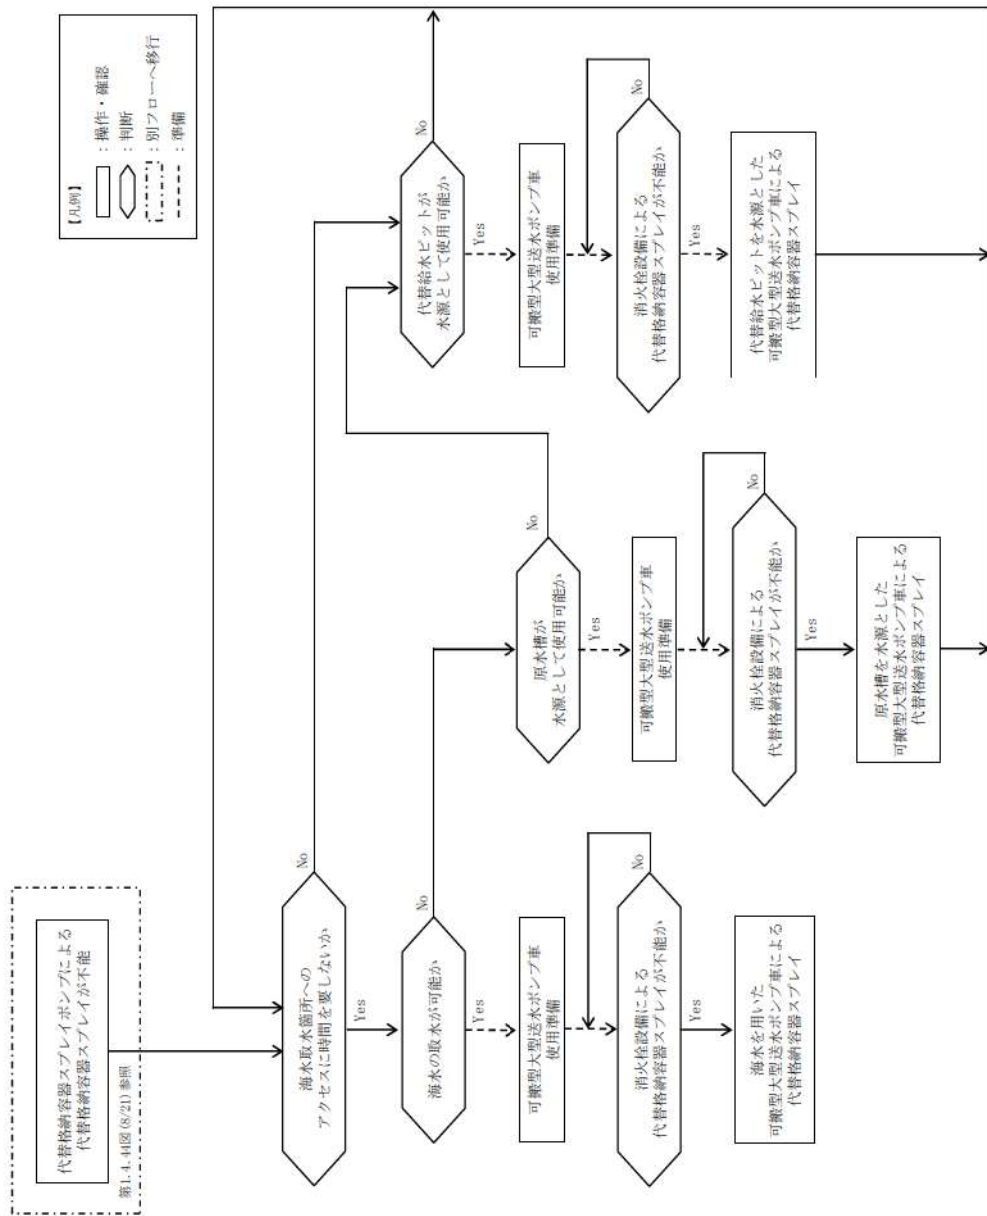 【凡例】
：操作・確認
：判断
：別フローへ移行
：準備
代替格納容器スプレイポンプによる
代替格納容器スプレイが不能
第1.4.44図(8/21) 参照
海水取水箇所への
アクセスに時間を要しないか
No
Yes
海水の取水が可能か
No
Yes
可搬型大型送水ポンプ車
使用準備
消火栓設備による
代替格納容器スプレイが不能か
No
Yes
海水を用いた
可搬型大型送水ポンプ車による
代替格納容器スプレイ
原水槽が
水源として使用可能か
No
Yes
可搬型大型送水ポンプ車
使用準備
消火栓設備による
代替格納容器スプレイが不能か
No
Yes
原水槽を水源とした
可搬型大型送水ポンプ車による
代替格納容器スプレイ
代替給水ピットが
水源として使用可能か
No
Yes
可搬型大型送水ポンプ車
使用準備
消火栓設備による
代替格納容器スプレイが不能か
No
Yes
代替給水ピットを水源とした
可搬型大型送水ポンプ車による
代替格納容器スプレイ